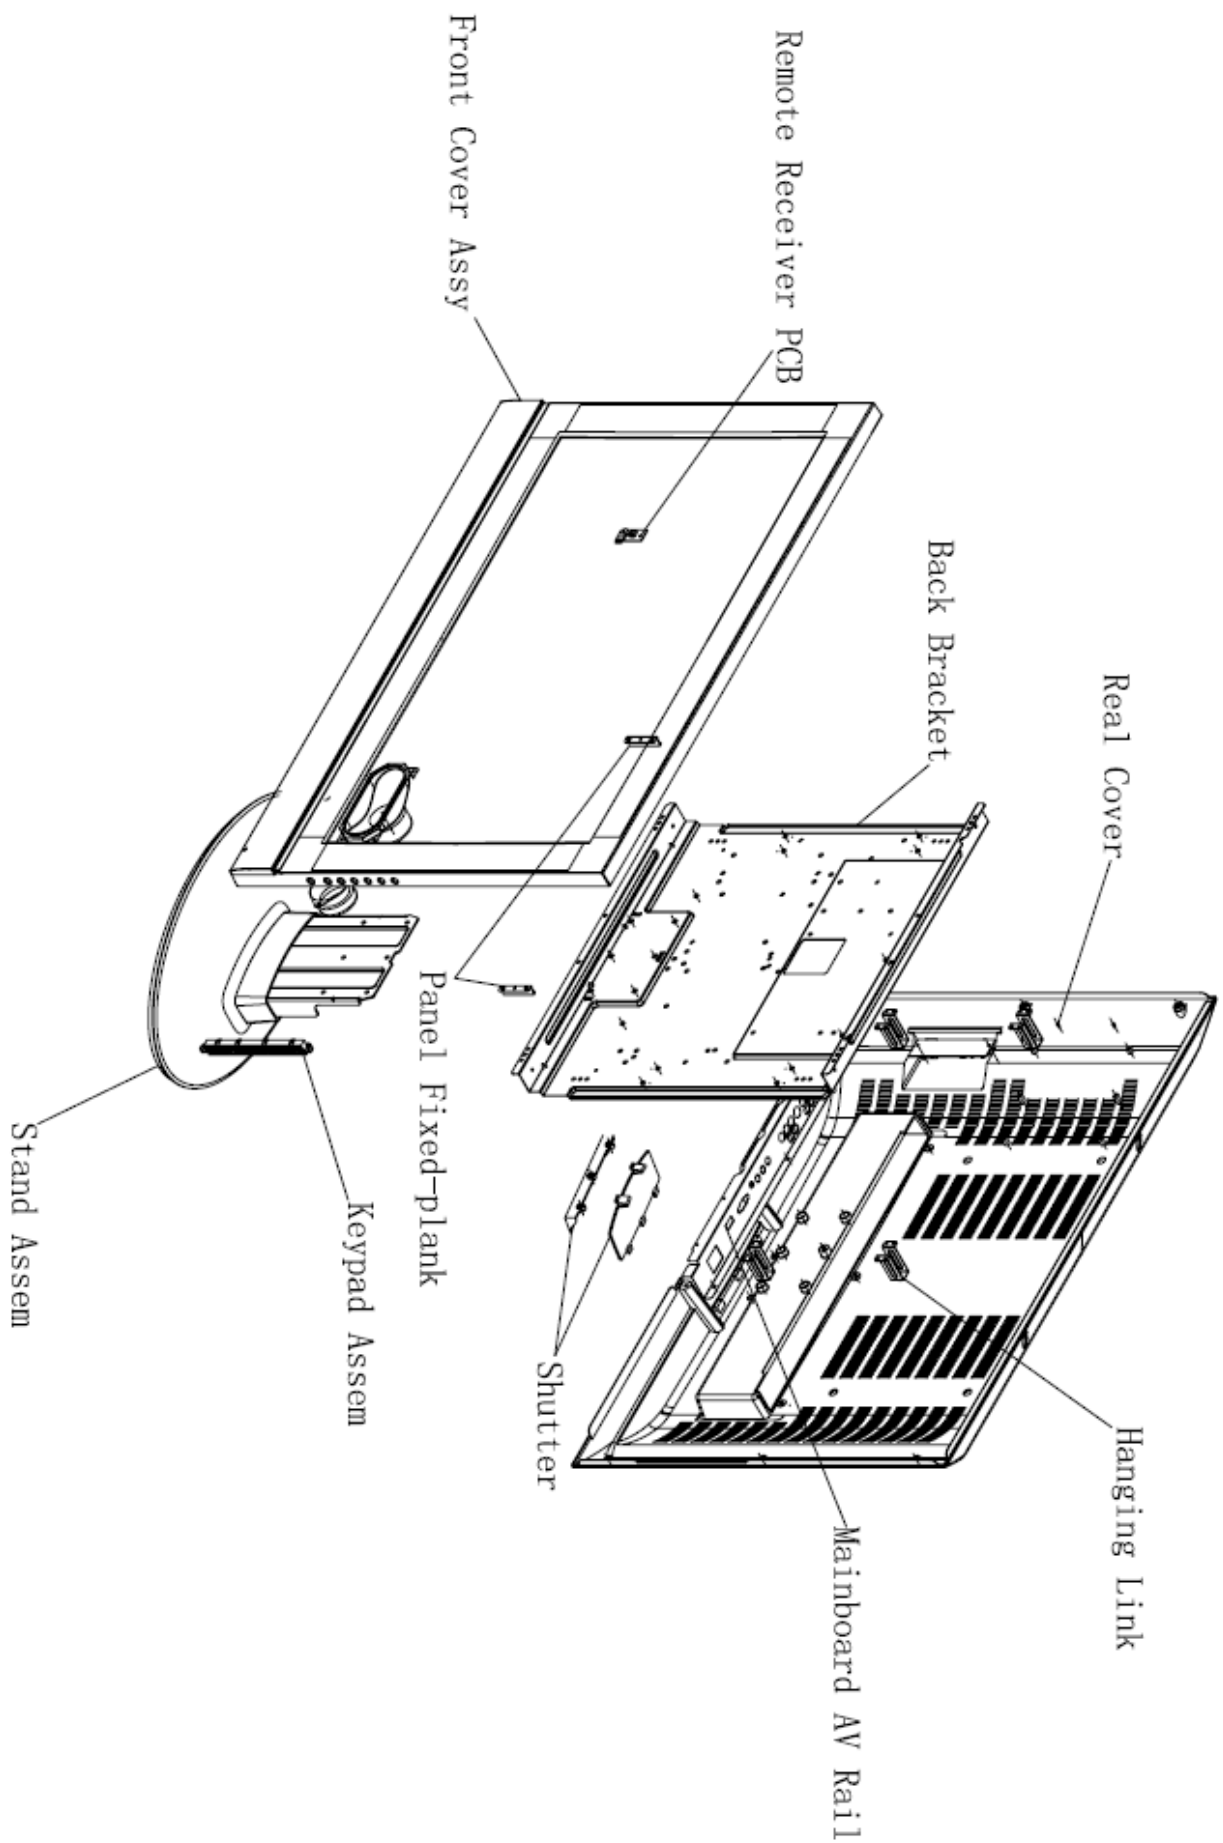 Front Cover Assy
Remote Receiver PCB
Back Bracket
Real Cover
Panel Fixed-plank
Stand Assem
Keypad Assem
Shutter
Hanging Link
Mainboard AV Rail